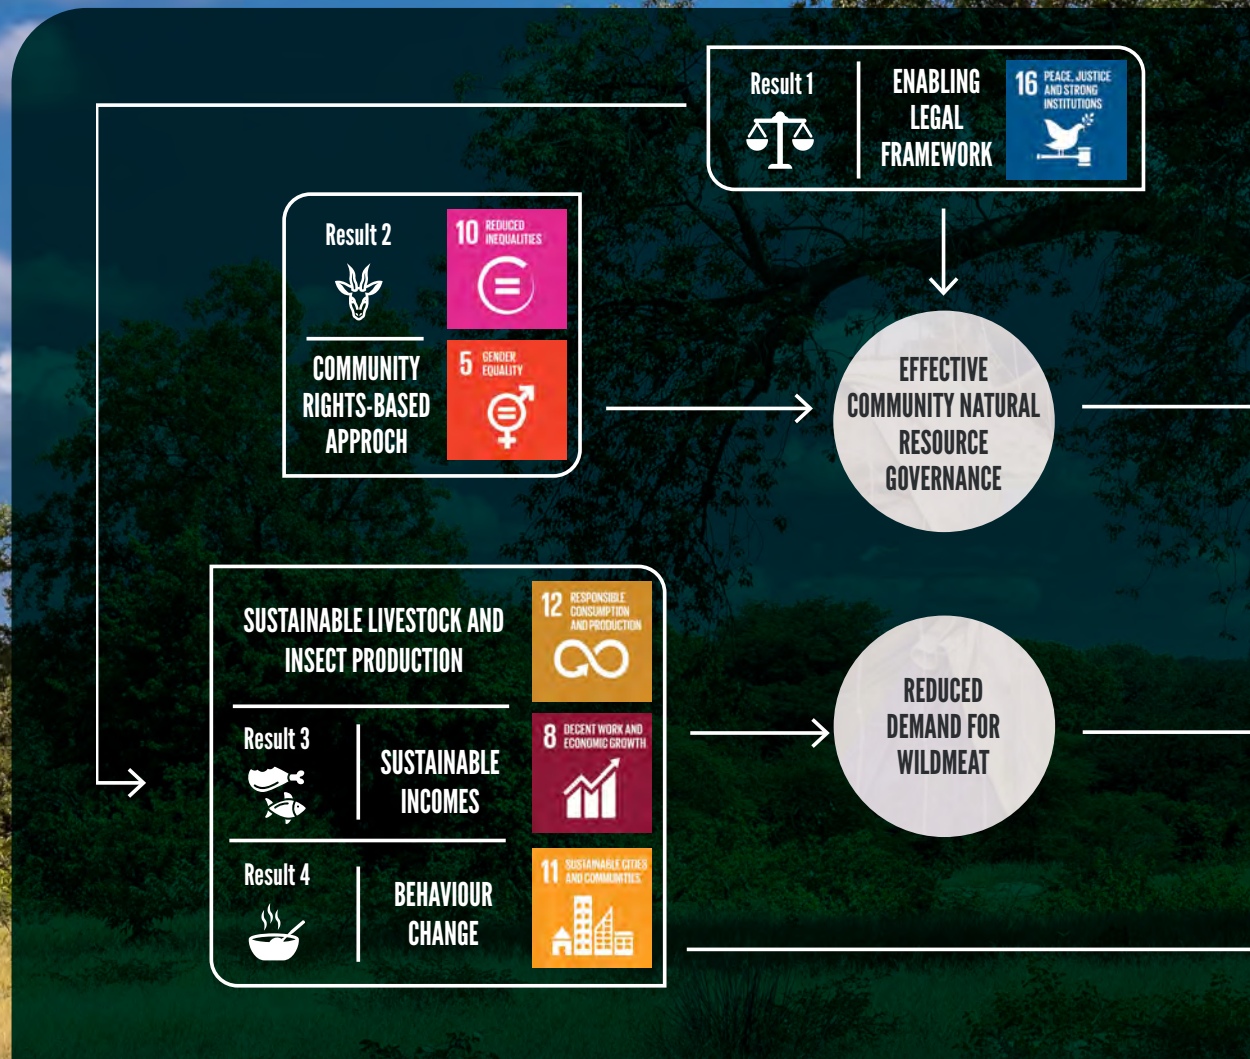 Result 1
ENABLING
LEGAL
FRAMEWORK
16 PEACE, JUSTICE
AND STRONG
INSTITUTIONS
Result 2
10 REDUCED
INEQUALITIES
COMMUNITY
RIGHTS-BASED
APPROCH
5 GENDER
EQUALITY
EFFECTIVE
COMMUNITY NATURAL
RESOURCE
GOVERNANCE
SUSTAINABLE LIVESTOCK AND
INSECT PRODUCTION
12 RESPONSIBLE
CONSUMPTION
AND PRODUCTION
Result 3
SUSTAINABLE
INCOMES
8 DECENT WORK AND
ECONOMIC GROWTH
REDUCED
DEMAND FOR
WILDMEAT
Result 4
BEHAVIOUR
CHANGE
11 SUSTAINABLE CITIES
AND COMMUNITIES